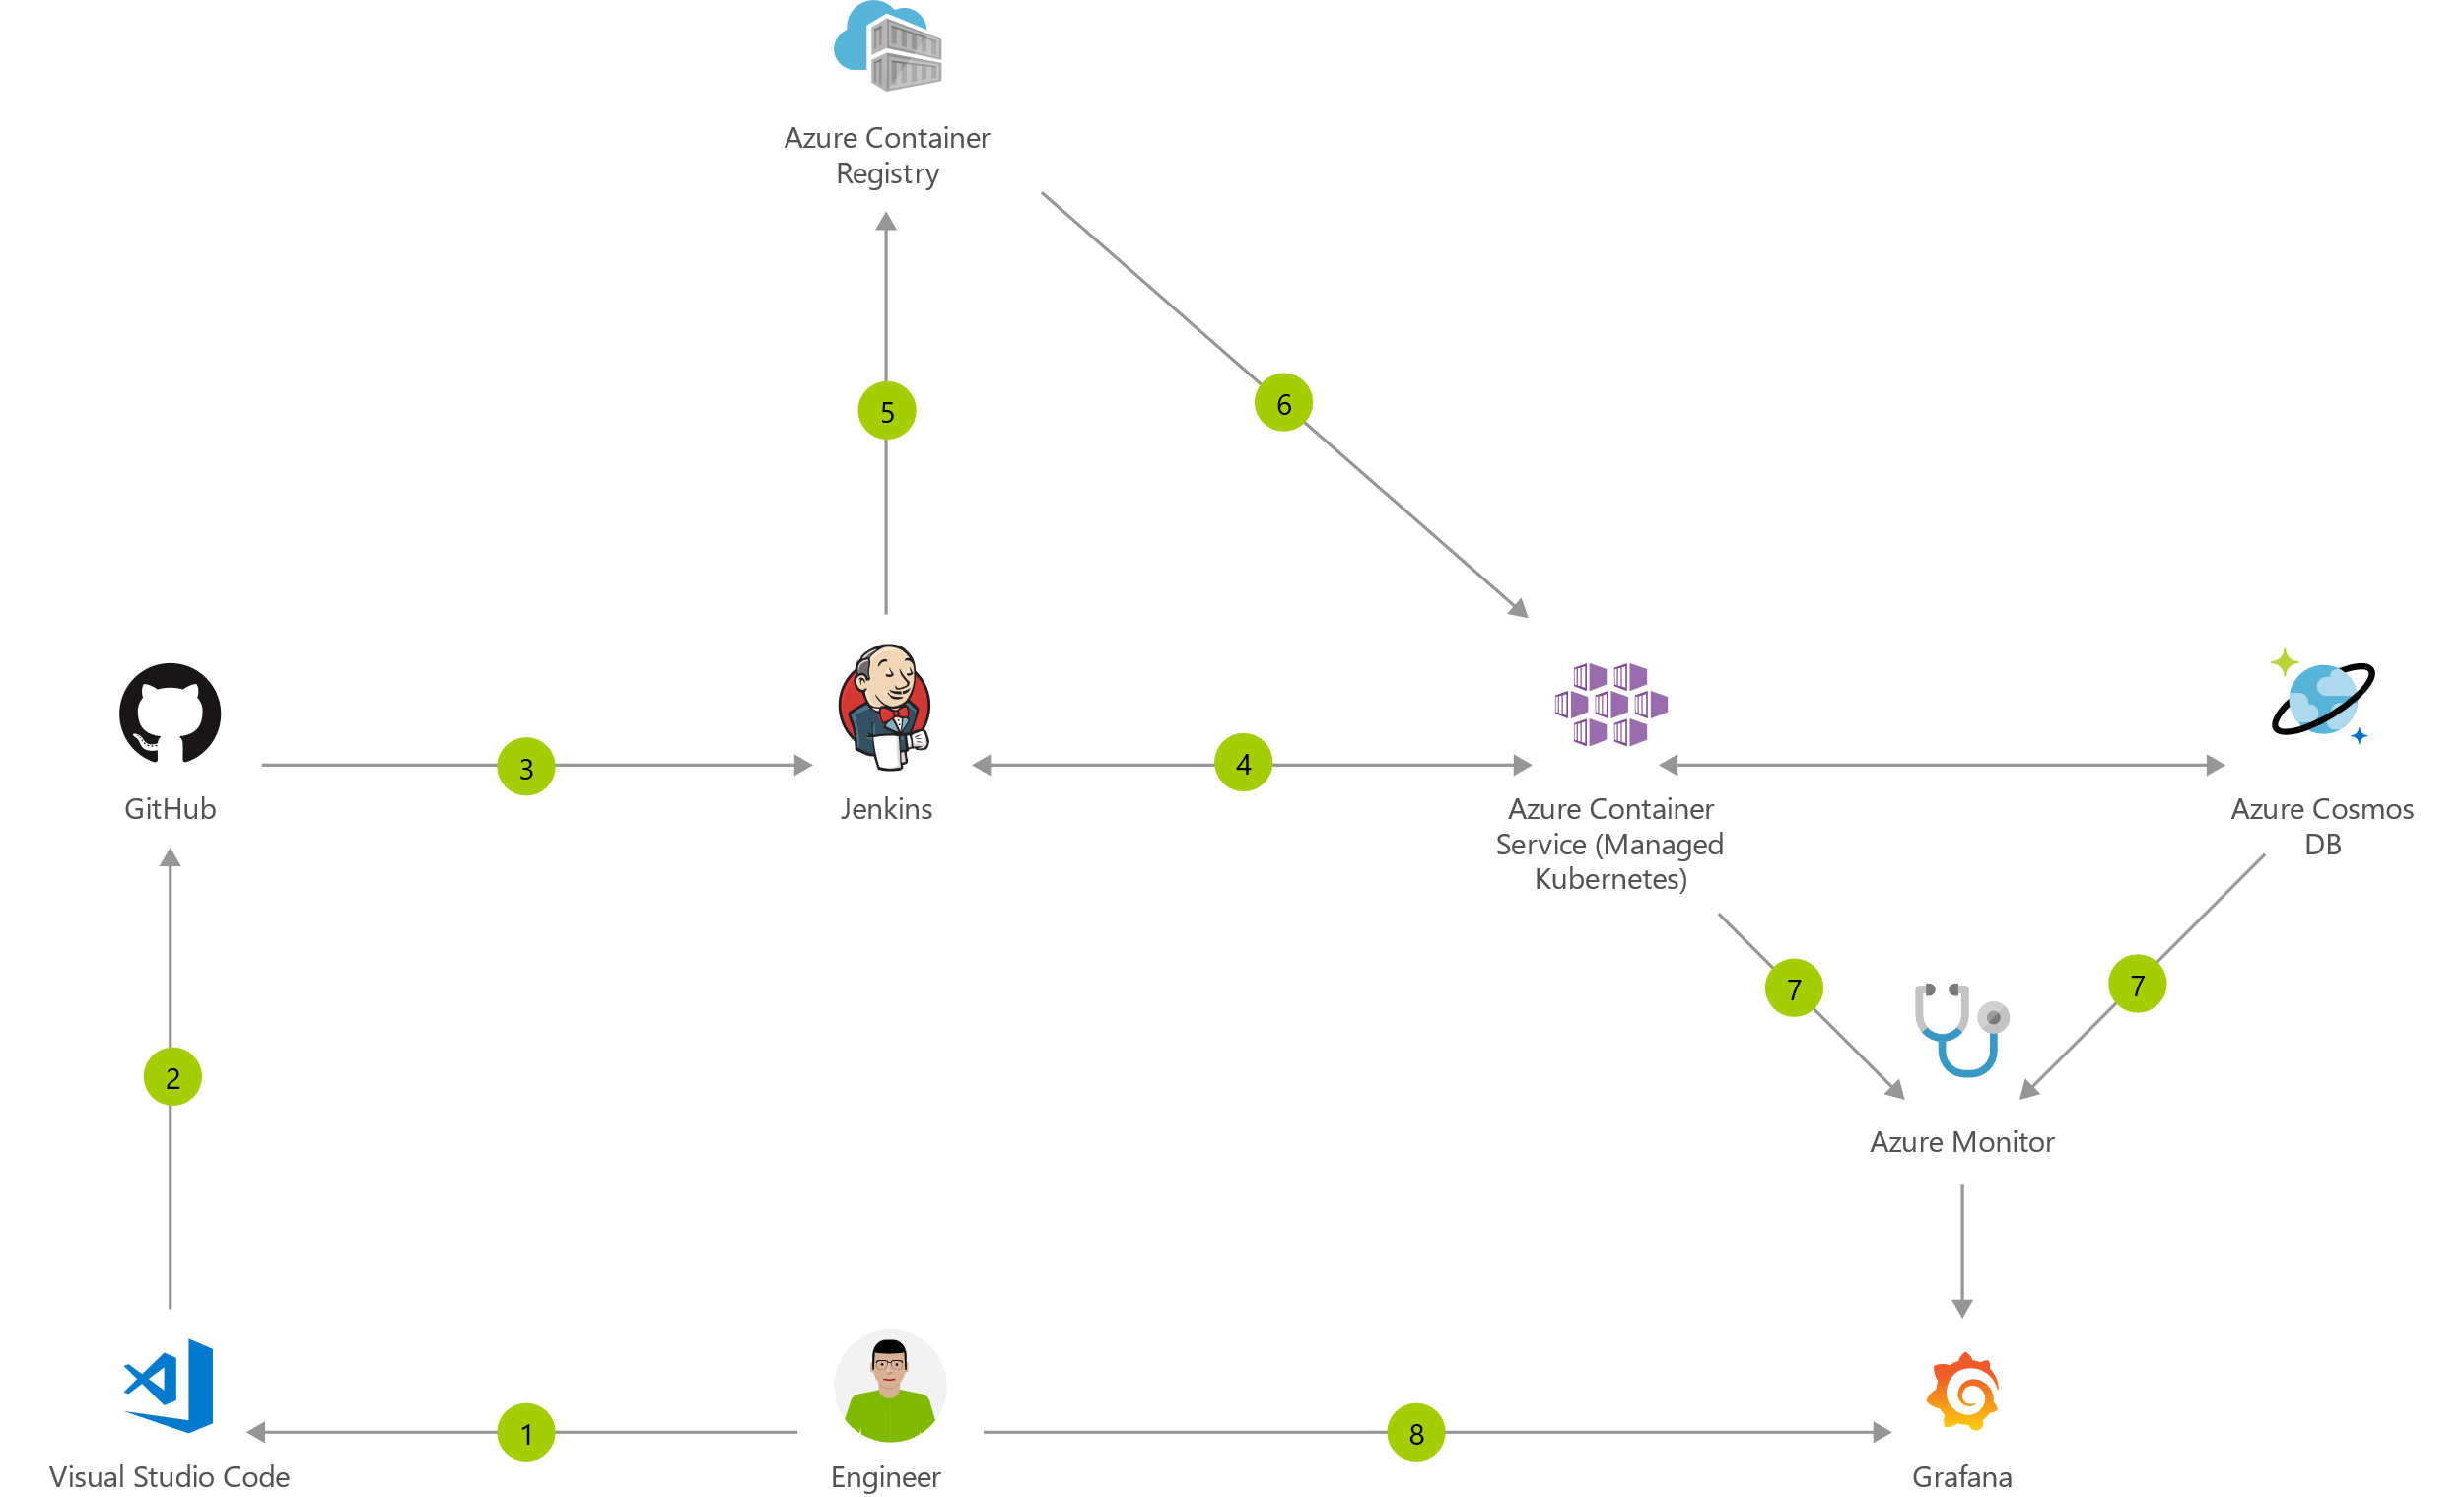 Azure Container
Registry
5
6
3
4
GitHub
Jenkins
Azure Container
Service (Managed
Kubernetes)
Azure Cosmos
DB
7
7
2
Azure Monitor
1
8
Visual Studio Code
Engineer
Grafana